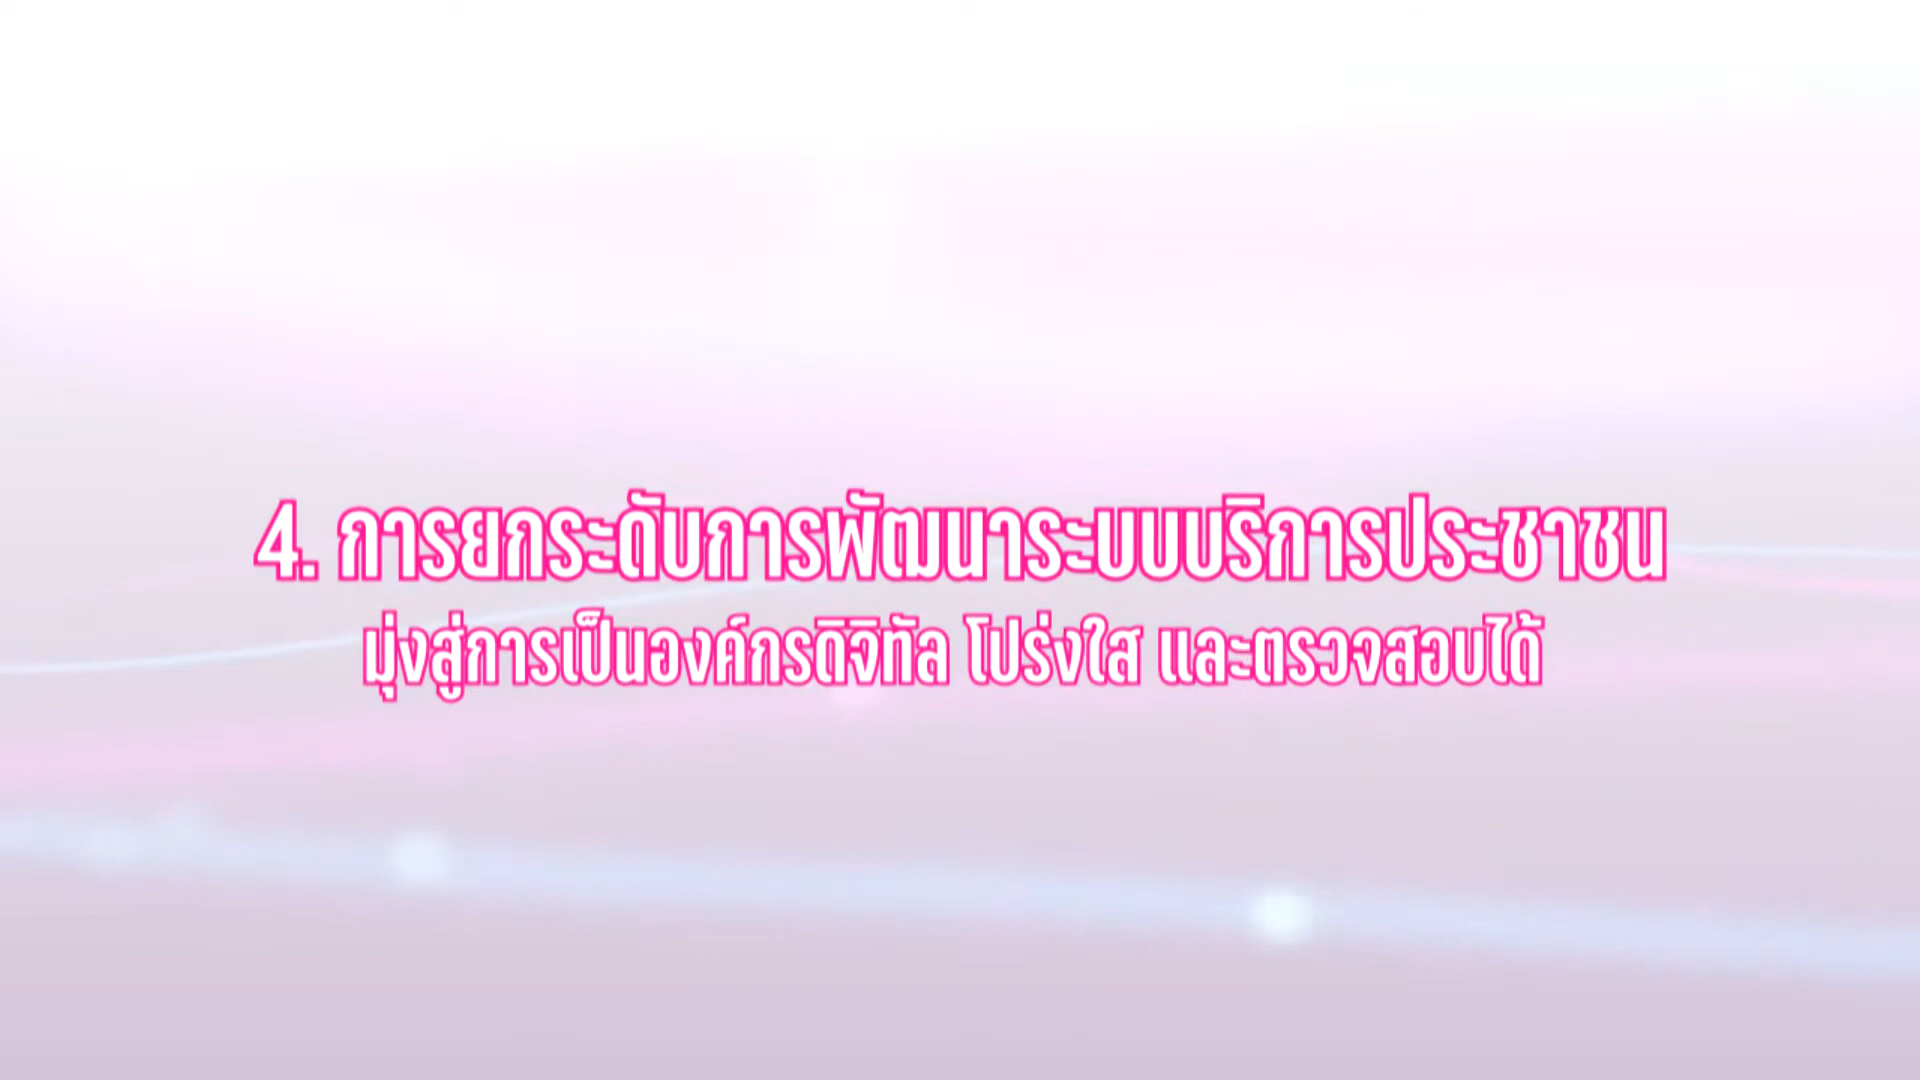 4. การยกระดับการพัฒนาระบบบริการประชาชน
มุ่งสู่การเป็นองค์กรดิจิทัล โปร่งใส และตรวจสอบได้